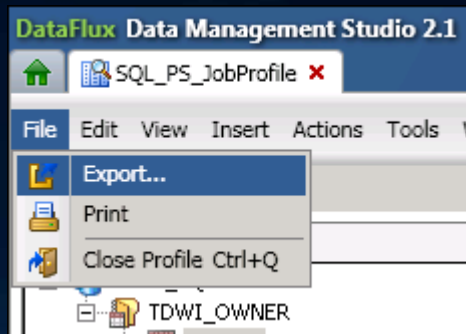 DataFlux Data Management Studio 2.1
SQL_PS_JobProfile
File Edit View Insert Actions Tools
Export...
Print
Close Profile Ctrl+Q
TDWI_OWNER